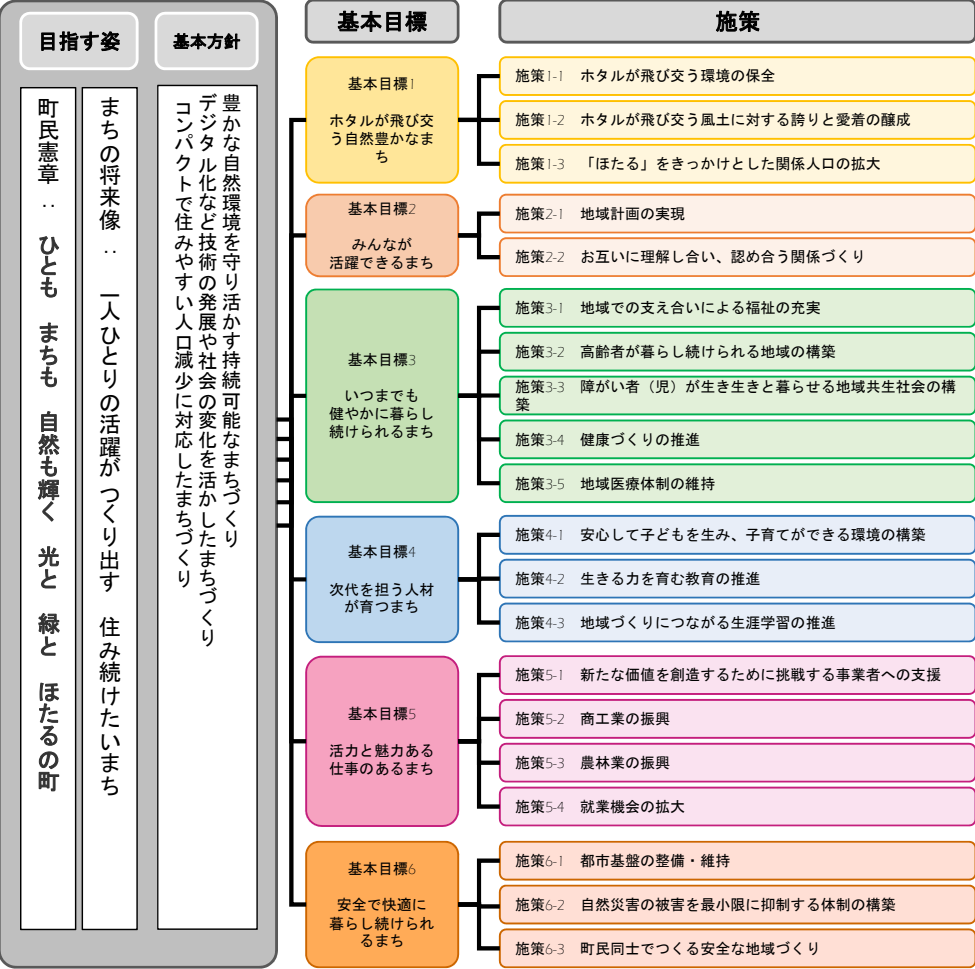 目指す姿
基本方針
基本目標
施策
町民憲章：　ひとも　まちも　自然も輝く　光と　緑と　ほたるの町
まちの将来像：　一人ひとりの活躍が　つくり出す　住み続けたいまち
豊かな自然環境を守り活かす持続可能なまちづくり
デジタル化など技術の発展や社会の変化を活かしたまちづくり
コンパクトで住みやすい人口減少に対応したまちづくり
基本目標1
ホタルが飛び交
う自然豊かなま
ち
施策1-1　ホタルが飛び交う環境の保全
施策1-2　ホタルが飛び交う風土に対する誇りと愛着の醸成
施策1-3　「ほたる」をきっかけとした関係人口の拡大
基本目標2
みんなが
活躍できるまち
施策2-1　地域計画の実現
施策2-2　お互いに理解し合い、認め合う関係づくり
基本目標3
いつまでも
健やかに暮らし
続けられるまち
施策3-1　地域での支え合いによる福祉の充実
施策3-2　高齢者が暮らし続けられる地域の構築
施策3-3　障がい者（児）が生き生きと暮らせる地域共生社会の構
築
施策3-4　健康づくりの推進
施策3-5　地域医療体制の維持
基本目標4
次代を担う人材
が育つまち
施策4-1　安心して子どもを生み、子育てができる環境の構築
施策4-2　生きる力を育む教育の推進
施策4-3　地域づくりにつながる生涯学習の推進
基本目標5
活力と魅力ある
仕事のあるまち
施策5-1　新たな価値を創造するために挑戦する事業者への支援
施策5-2　商工業の振興
施策5-3　農林業の振興
施策5-4　就業機会の拡大
基本目標6
安全で快適に
暮らし続けられ
るまち
施策6-1　都市基盤の整備・維持
施策6-2　自然災害の被害を最小限に抑制する体制の構築
施策6-3　町民同士でつくる安全な地域づくり